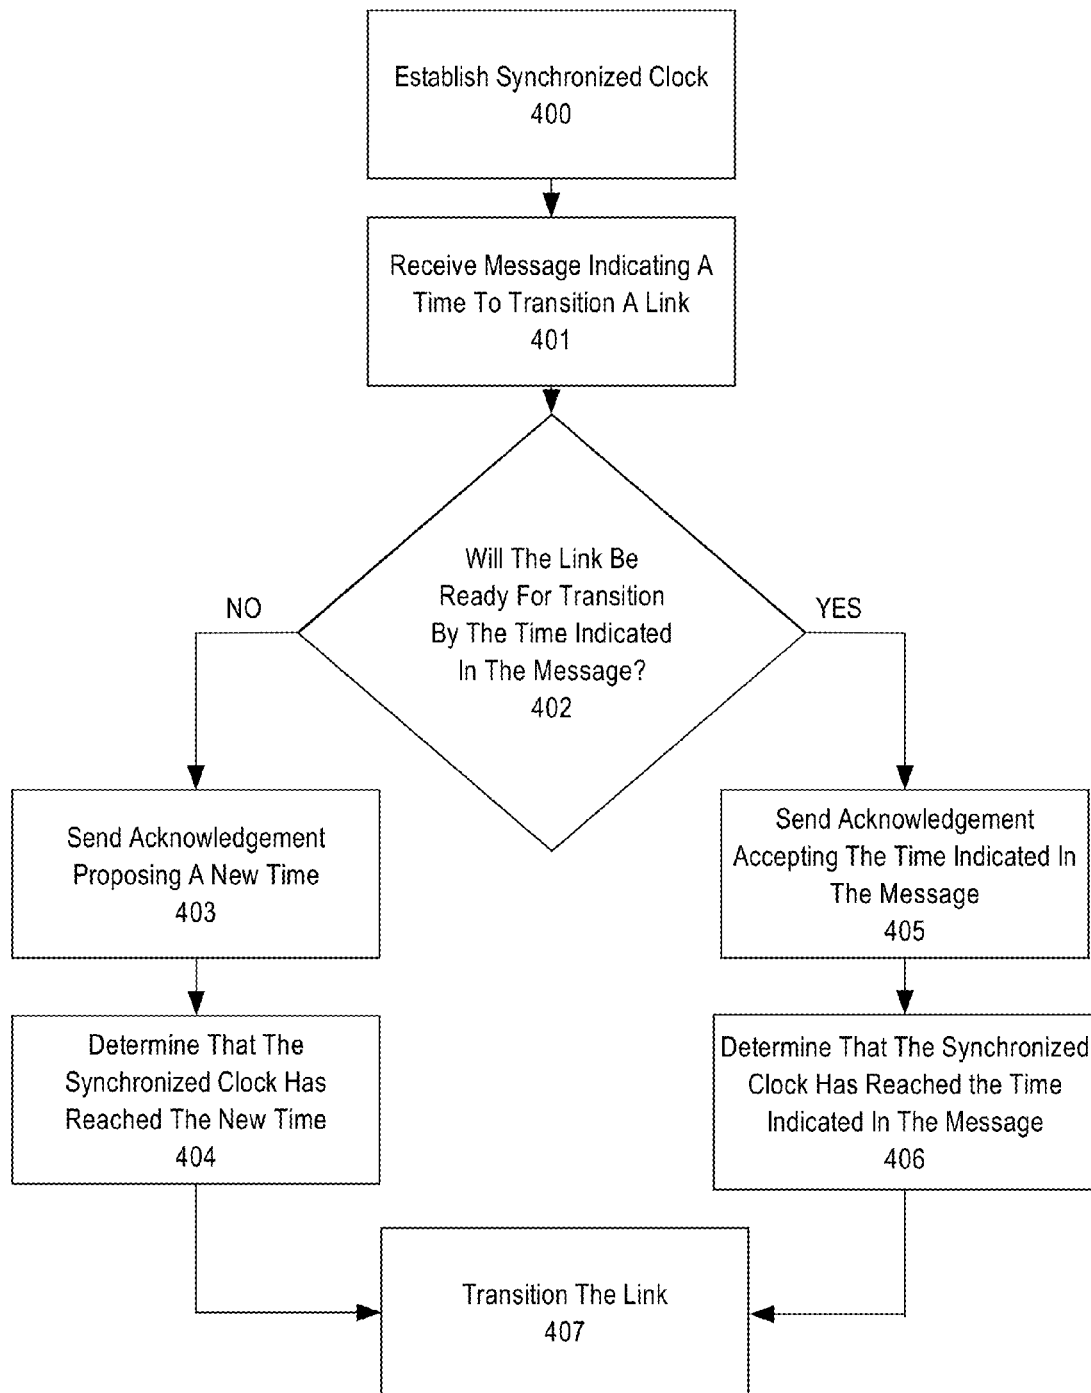 Establish Synchronized Clock
400
Receive Message Indicating A
Time To Transition A Link
401
Will The Link Be
Ready For Transition
By The Time Indicated
In The Message?
402
NO
YES
Send Acknowledgement
Proposing A New Time
403
Send Acknowledgement
Accepting The Time Indicated In
The Message
405
Determine That The
Synchronized Clock Has
Reached The New Time
404
Determine That The Synchronized
Clock Has Reached the Time
Indicated In The Message
406
Transition The Link
407